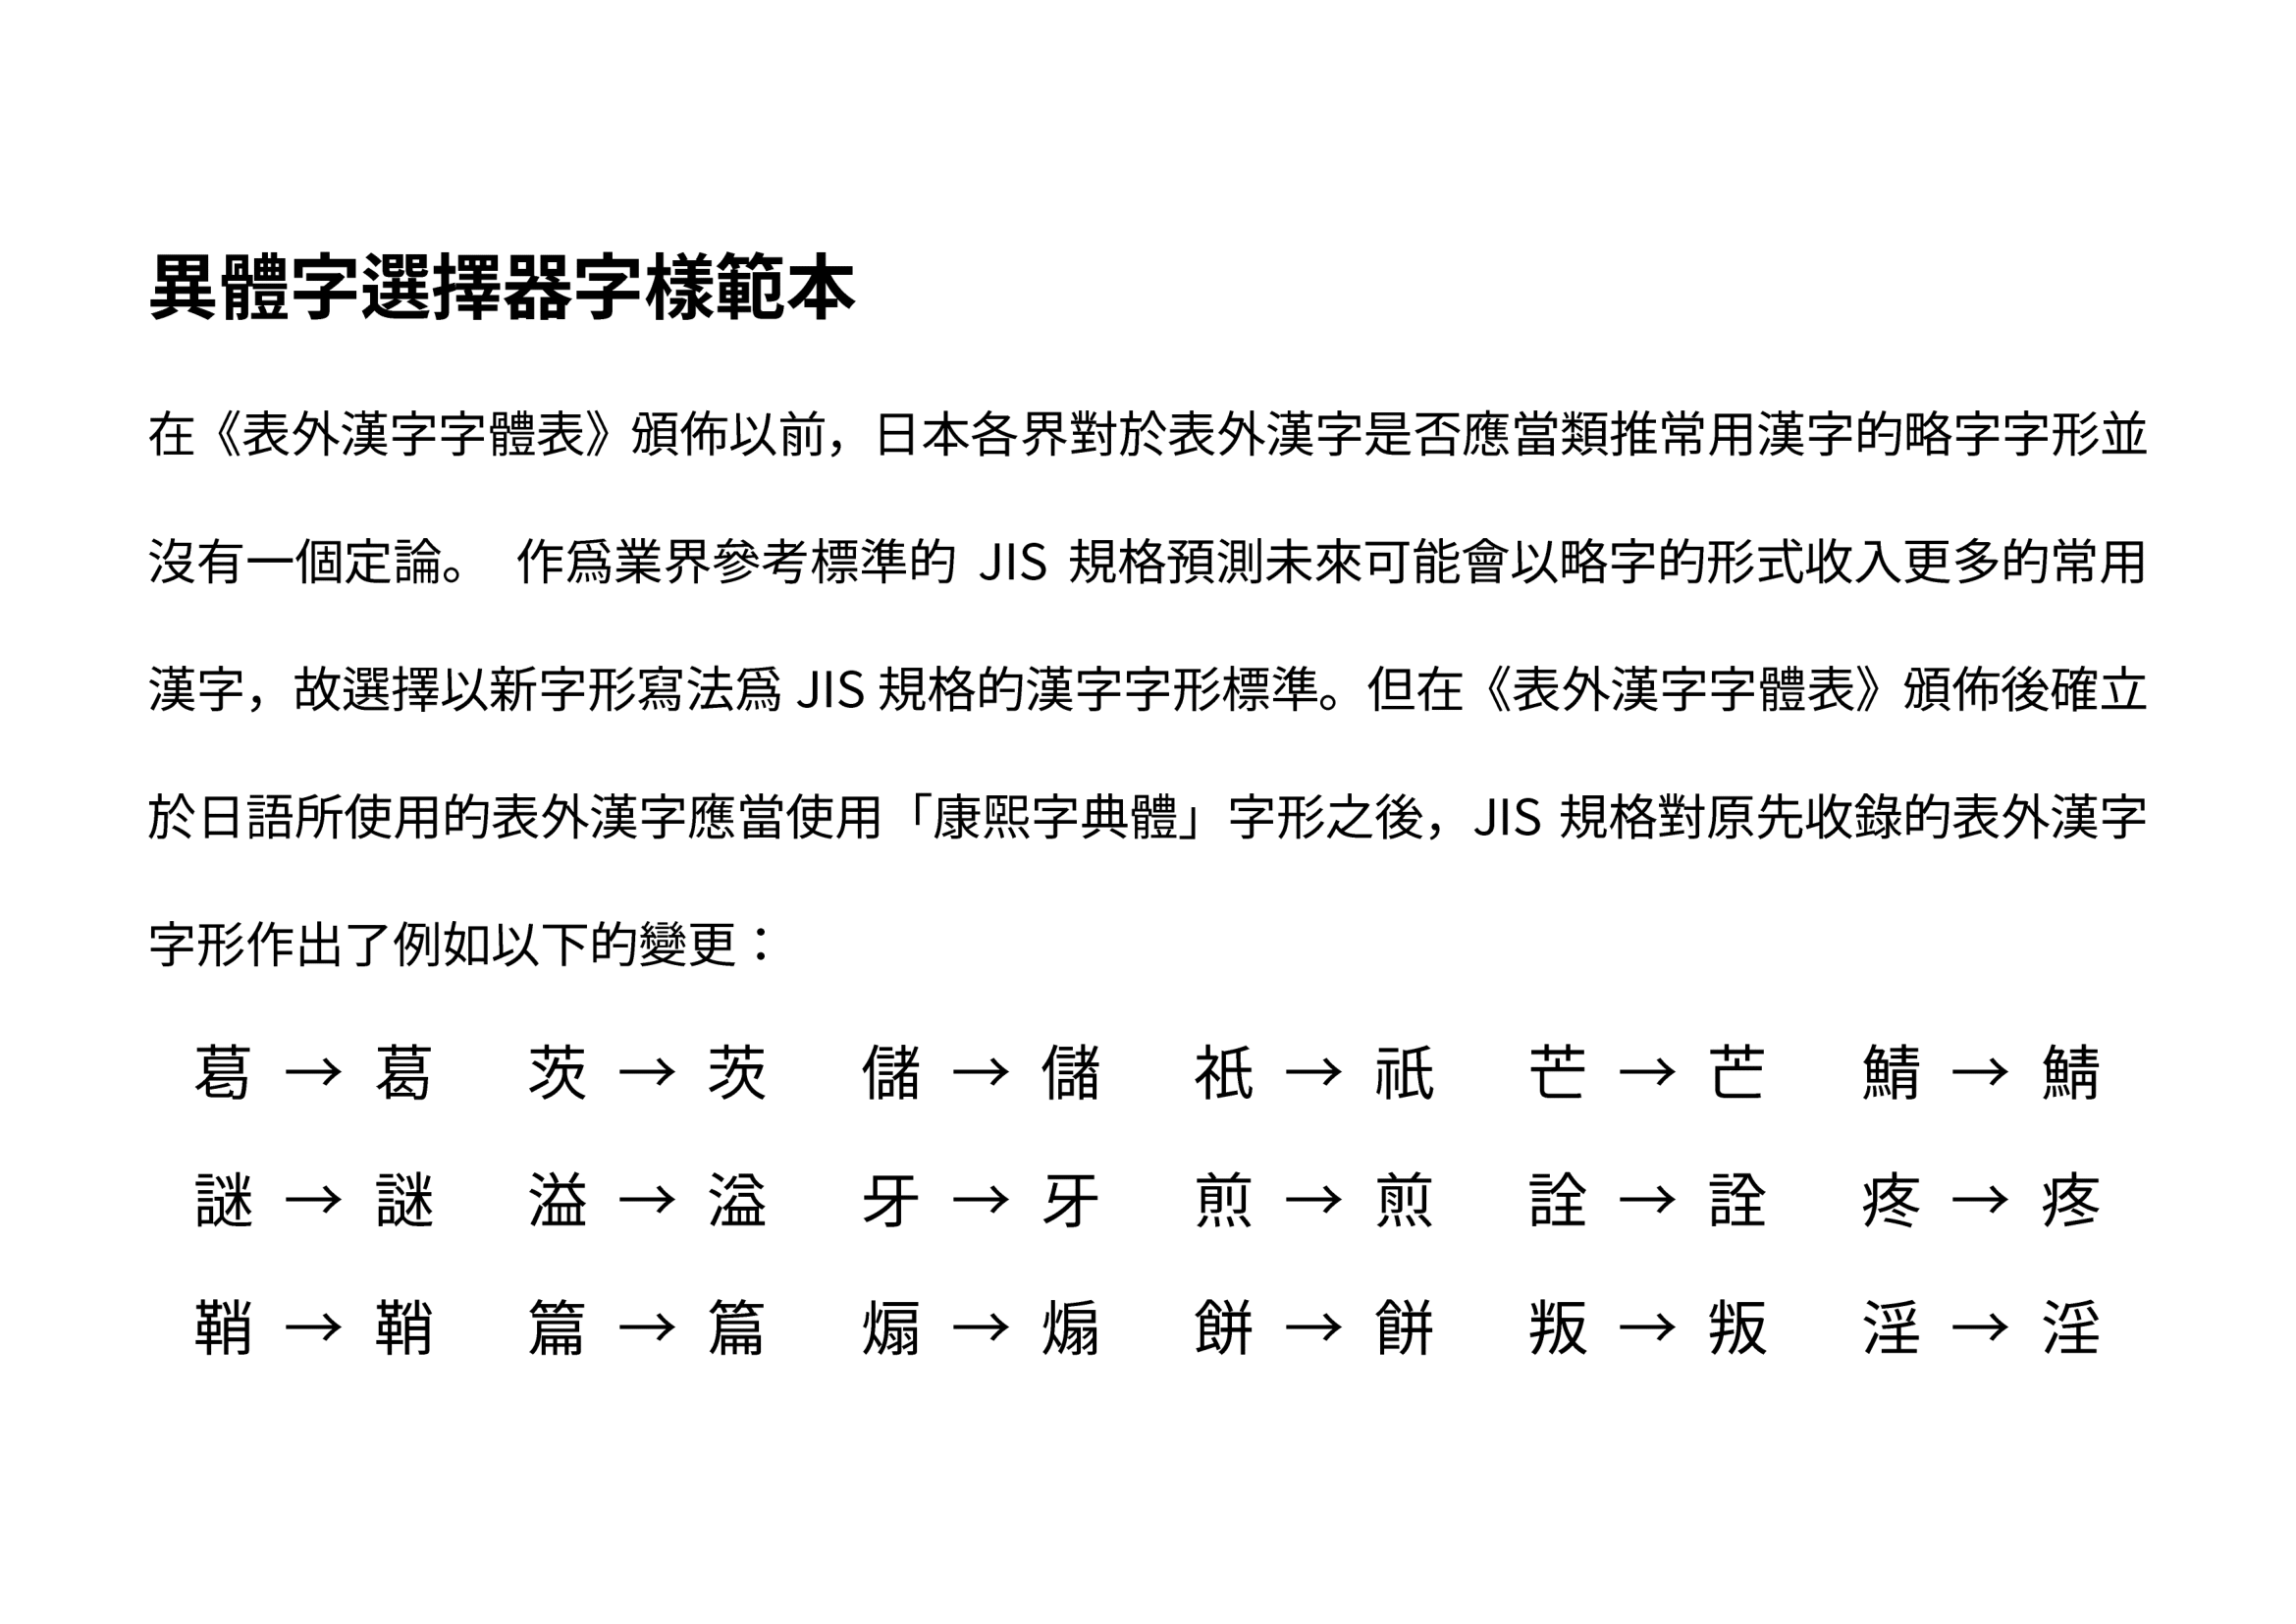 異體字選擇器字樣範本
在《表外漢字字體表》頒佈以前，日本各界對於表外漢字是否應當類推常用漢字的略字字形並
沒有一個定論。 作爲業界參考標準的 JIS 規格預測未來可能會以略字的形式收入更多的常用
漢字，故選擇以新字形寫法爲 JIS 規格的漢字字形標準。但在《表外漢字字體表》頒佈後確立
於日語所使用的表外漢字應當使用「康熙字典體」字形之後，JIS 規格對原先收錄的表外漢字
字形作出了例如以下的變更：
葛󠄀 → 葛 茨 → 茨 儲 → 儲 祇 → 祇 芒 → 芒 鯖 → 鯖
謎 → 謎 溢 → 溢 牙 → 牙 煎 → 煎 詮 → 詮 疼 → 疼
鞘 → 鞘 篇 → 篇 煽 → 煽 餅 → 餅 叛 → 叛 淫 → 淫